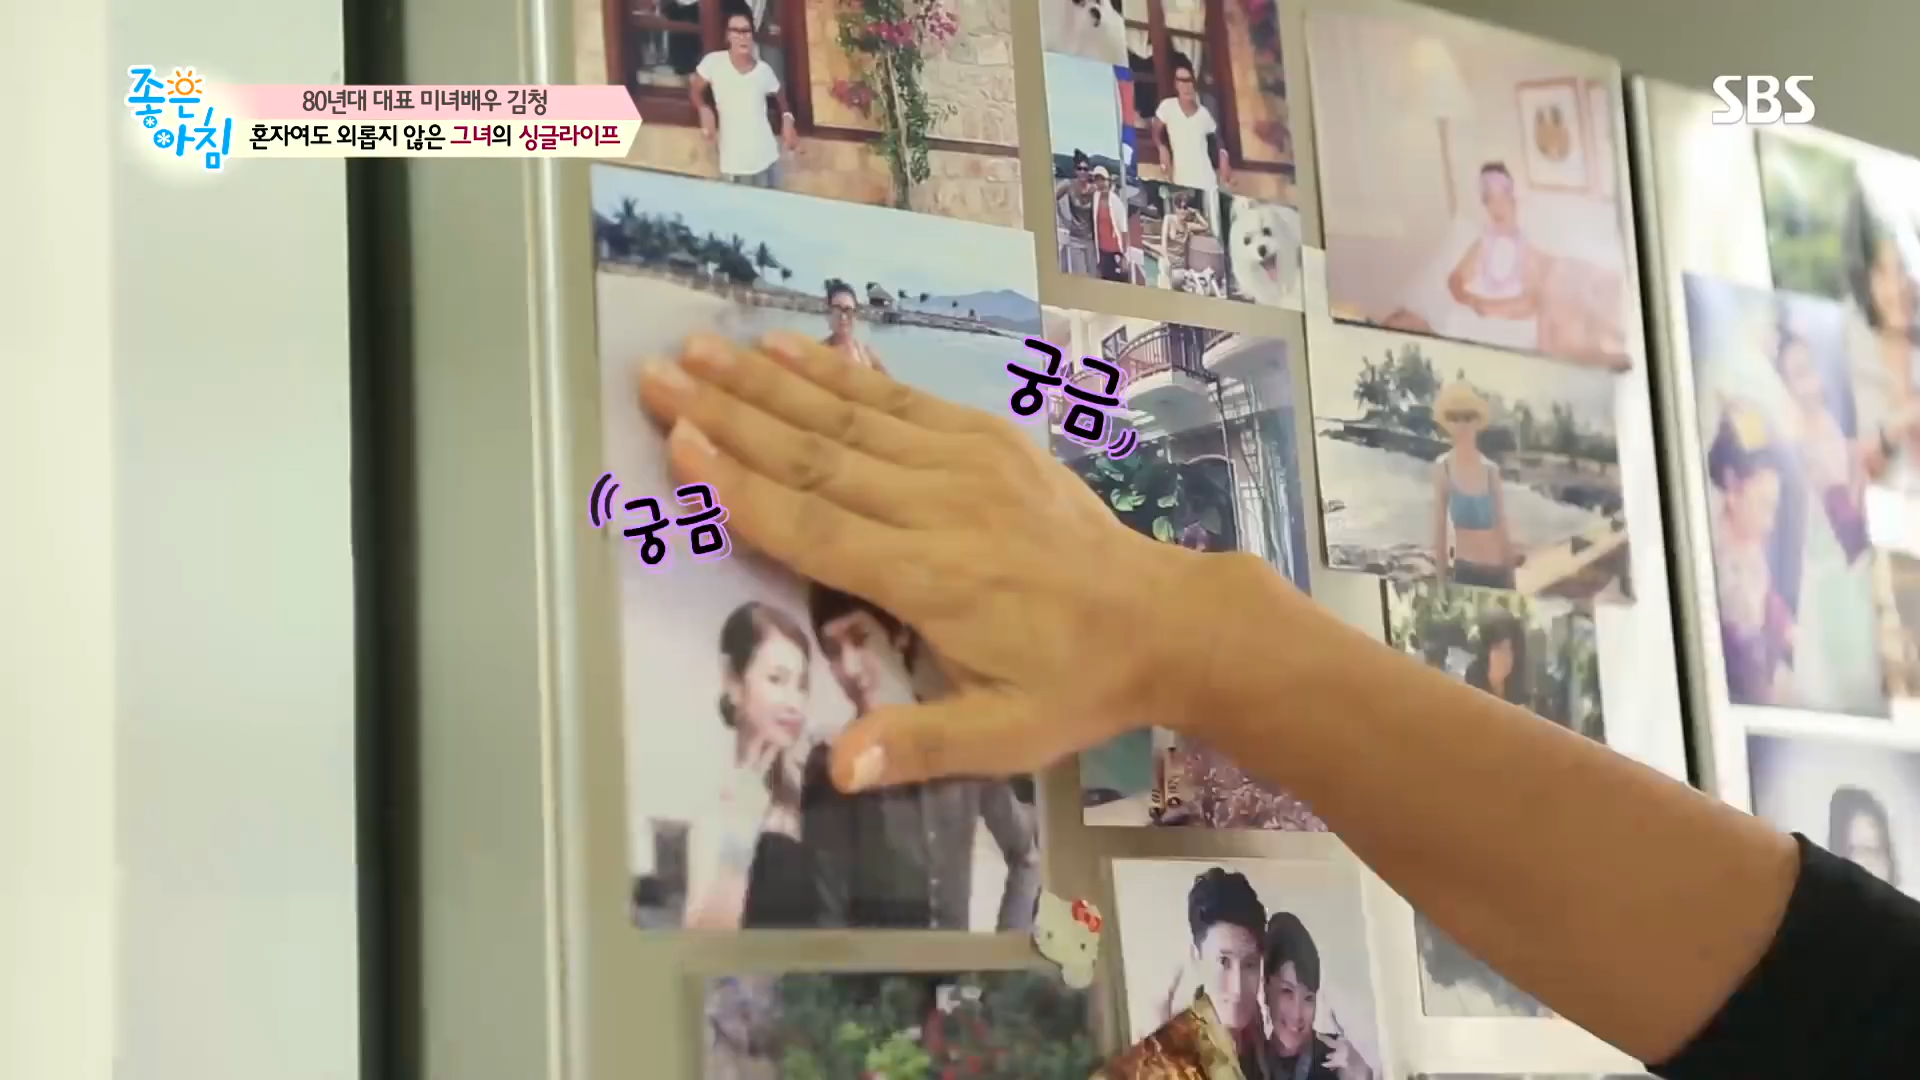 좋은
아침
80년대 대표 미녀배우 김청
혼자여도 외롭지 않은 그녀의 싱글라이프
SBS
궁금
궁금